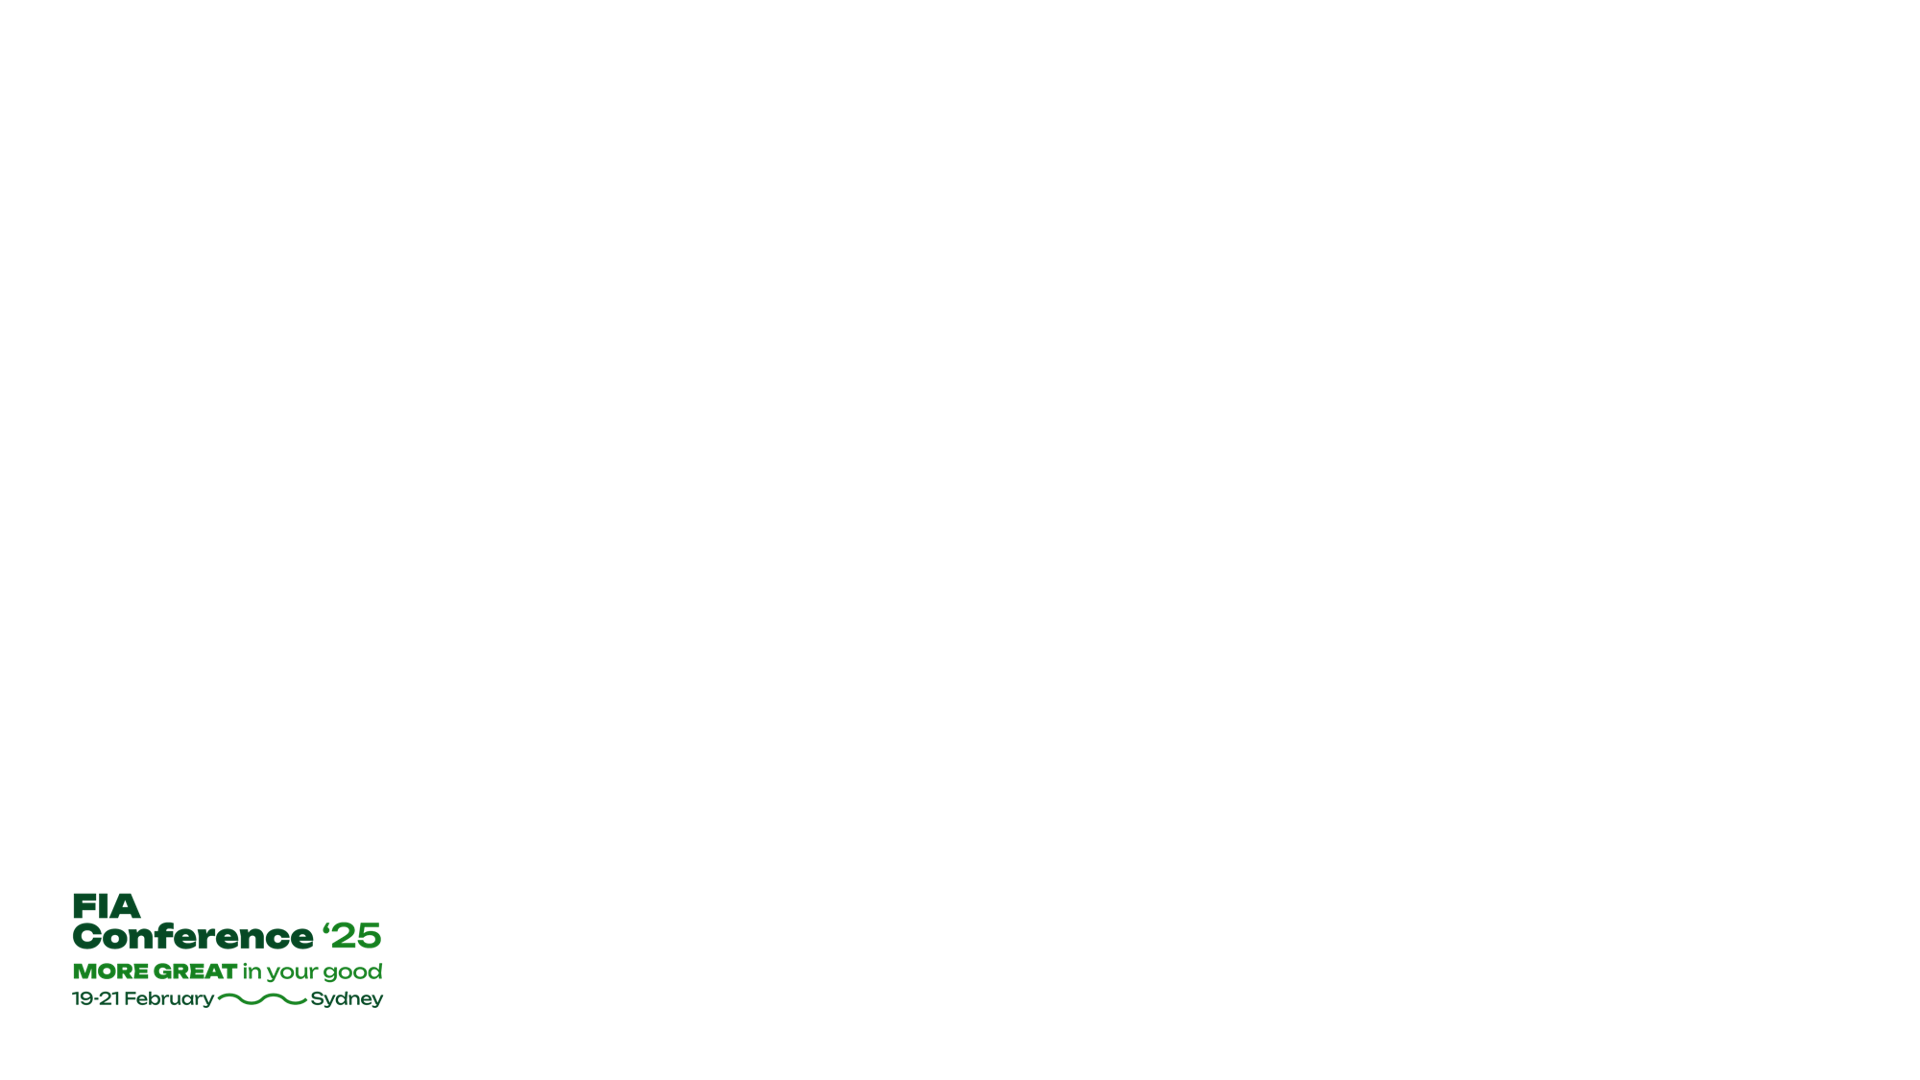 FIA
Conference ‘25
MORE GREAT in your good
19-21 February Sydney